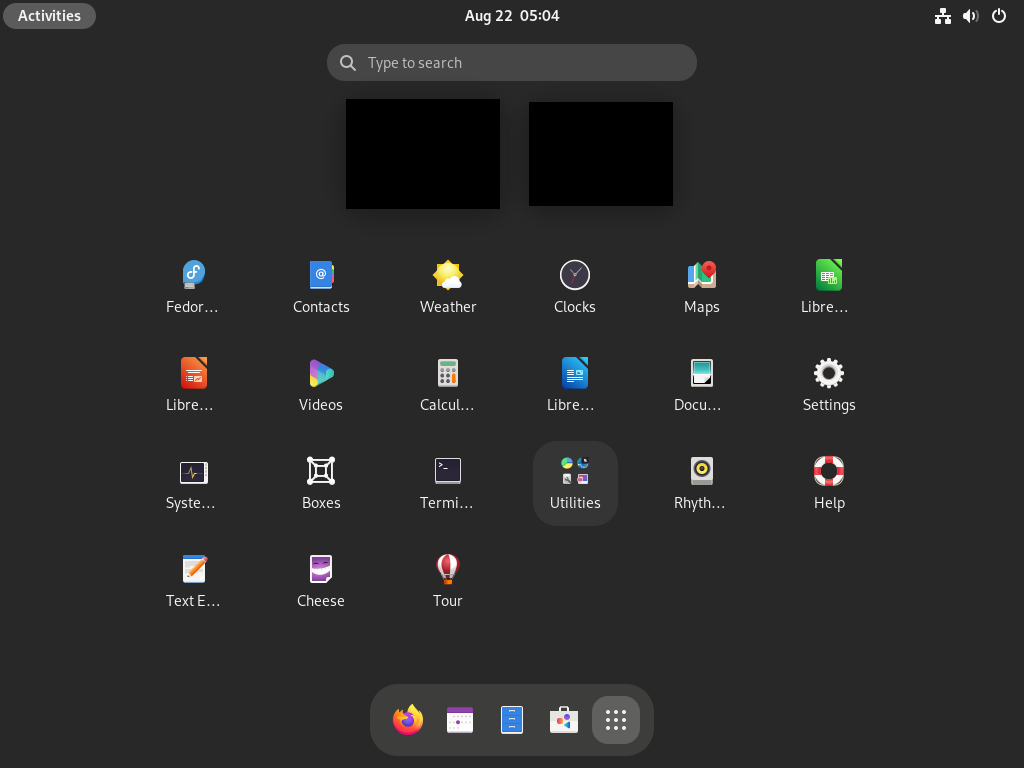 Activities
Aug 22 05:04
Type to search
Fedor...
Contacts
Weather
Clocks
Maps
Libre...
Libre...
Videos
Calcul...
Libre...
Docu...
Settings
Syste...
Boxes
Termi...
Utilities
Rhyth...
Help
Text E...
Cheese
Tour